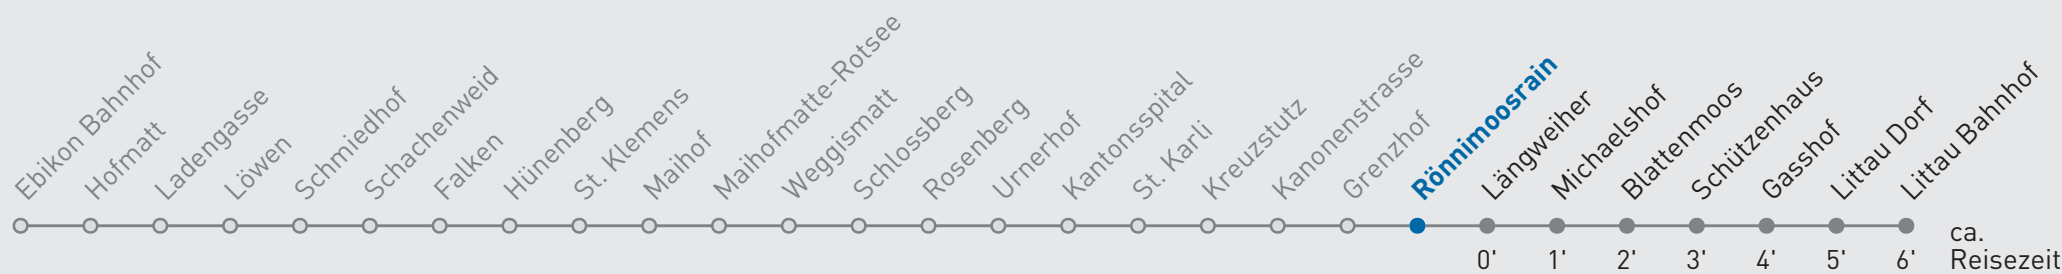 Ebikon Bahnhof
Hofmatt
Ladengasse
Löwen
Schmiedhof
Schachenweid
Falken
Hünenberg
St. Klemens
Maihof
Maihofmatte-Rotsee
Weggismatt
Schlossberg
Rosenberg
Urnerhof
Kantonsspital
St. Karli
Kreuzstutz
Kanonenstrasse
Grenzhof
Rönnimoosrain
Längweiher
Michaelshof
Blattenmoos
Schützenhaus
Gasshof
Littau Dorf
Littau Bahnhof
0' 1' 2' 3' 4' 5' 6'
ca.
Reisezeit